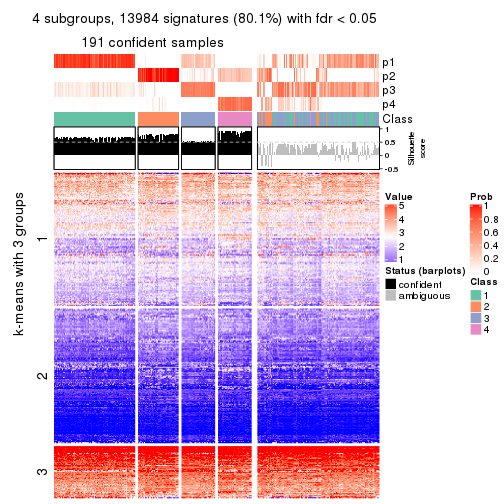 4 subgroups, 13984 signatures (80.1%) with fdr < 0.05
191 confident samples
p1
p2
p3
p4
Class
1
0.5
0
-0.5
Silhouette
score
k-means with 3 groups
1
2
3
Value
5
4
3
2
1
Status (barplots)
confident
ambiguous
Prob
1
0.8
0.6
0.4
0.2
0
Class
1
2
3
4